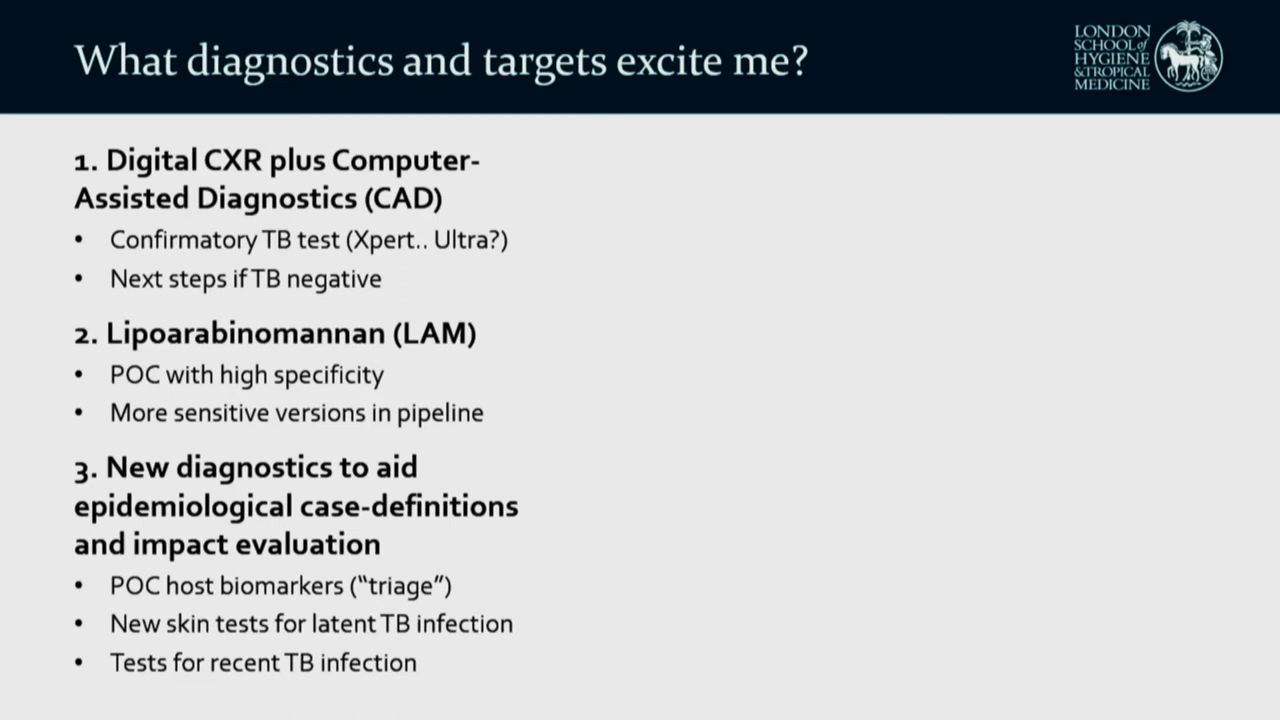 What diagnostics and targets excite me?
LONDON
SCHOOL of
HYGIENE
& TROPICAL
MEDICINE
1. Digital CXR plus Computer-
Assisted Diagnostics (CAD)
• Confirmatory TB test (Xpert.. Ultra?)
• Next steps if TB negative
2. Lipoarabinomannan (LAM)
• POC with high specificity
• More sensitive versions in pipeline
3. New diagnostics to aid
epidemiological case-definitions
and impact evaluation
• POC host biomarkers (“triage”)
• New skin tests for latent TB infection
• Tests for recent TB infection